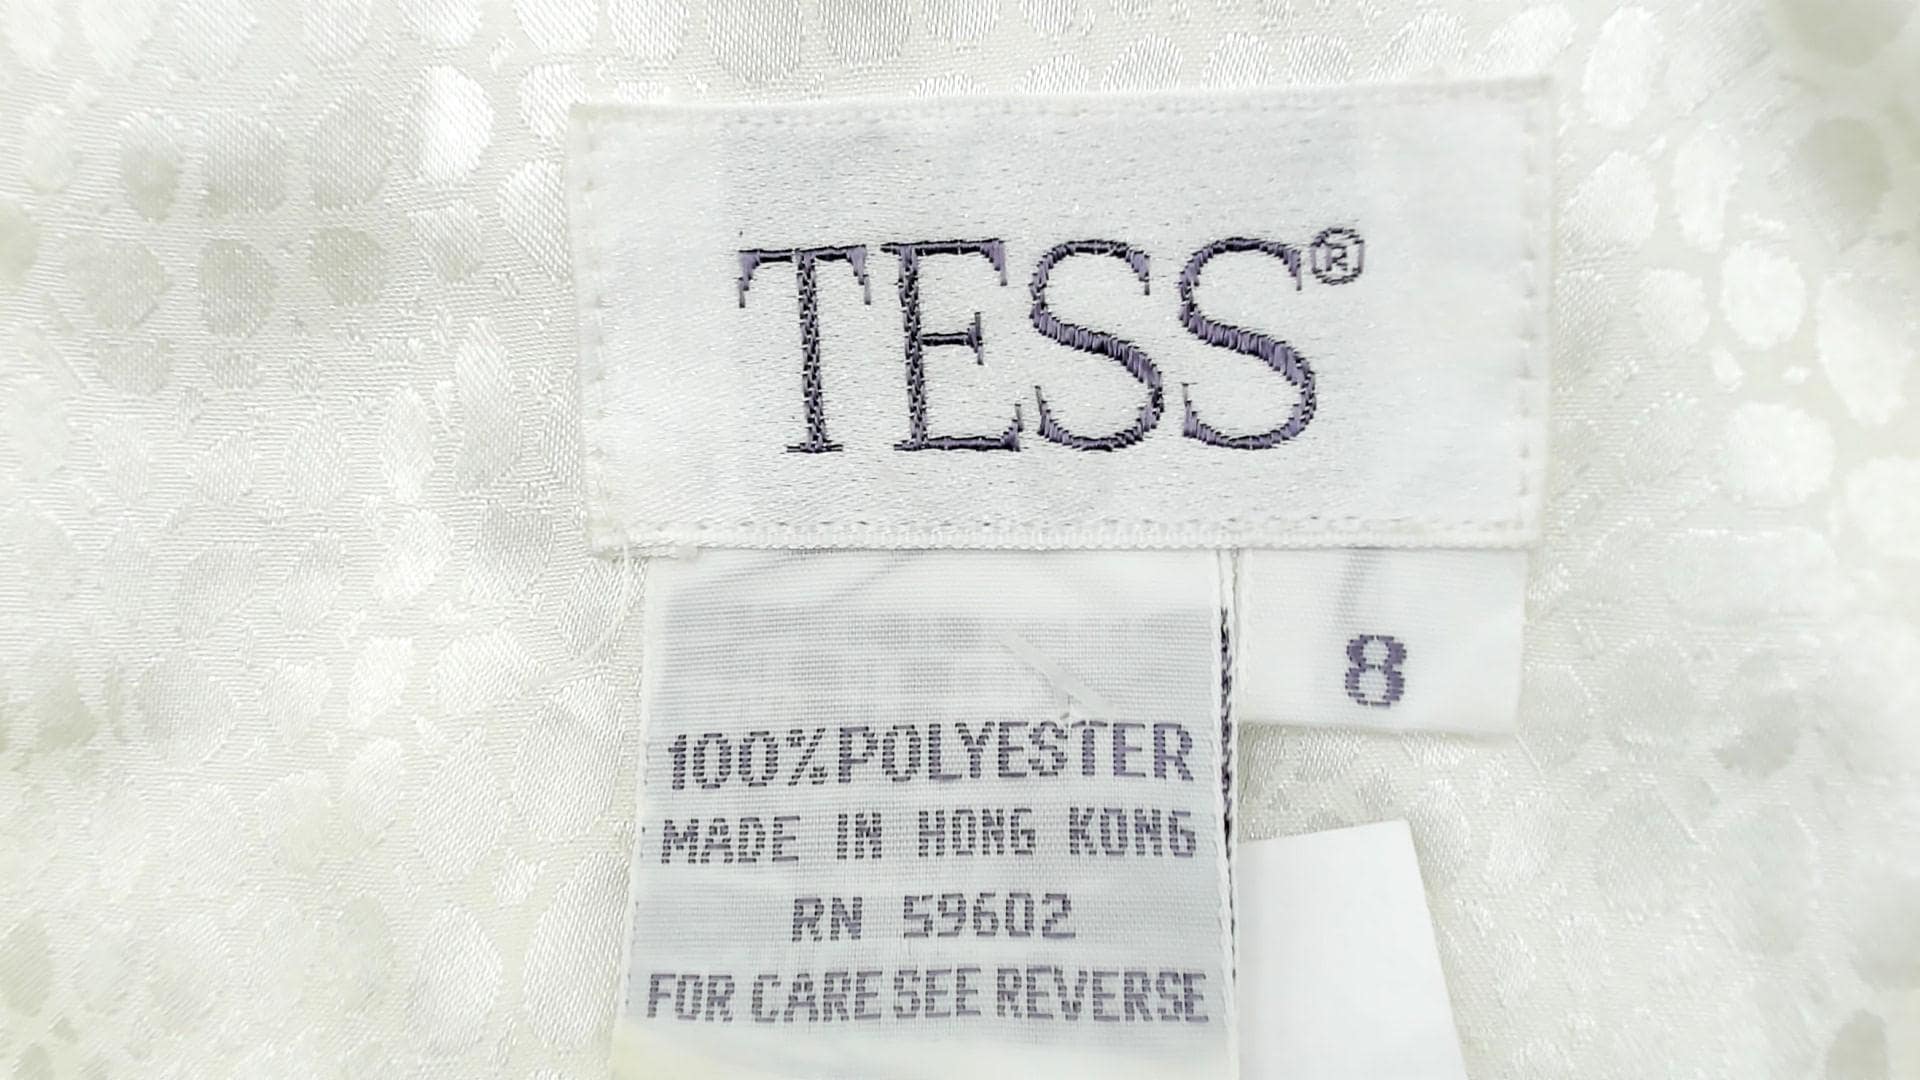 TESS®
8
100% POLYESTER
MADE IN HONG KONG
RN 59602
FOR CARE SEE REVERSE